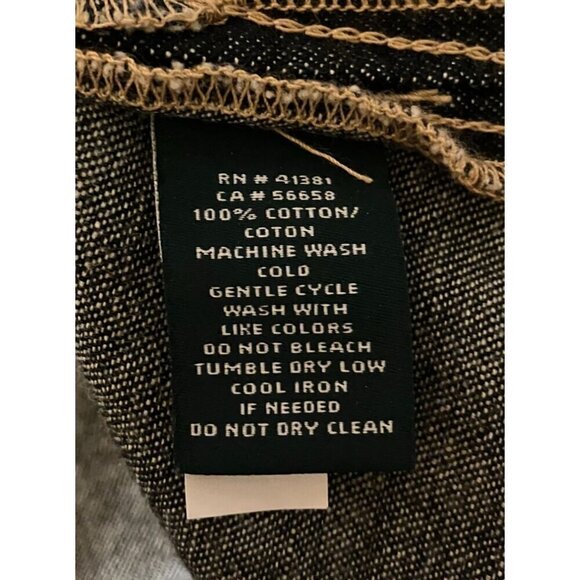 RN # 41381
CA # 56658
100% COTTON/
COTON
MACHINE WASH
COLD
GENTLE CYCLE
WASH WITH
LIKE COLORS
DO NOT BLEACH
TUMBLE DRY LOW
COOL IRON
IF NEEDED
DO NOT DRY CLEAN